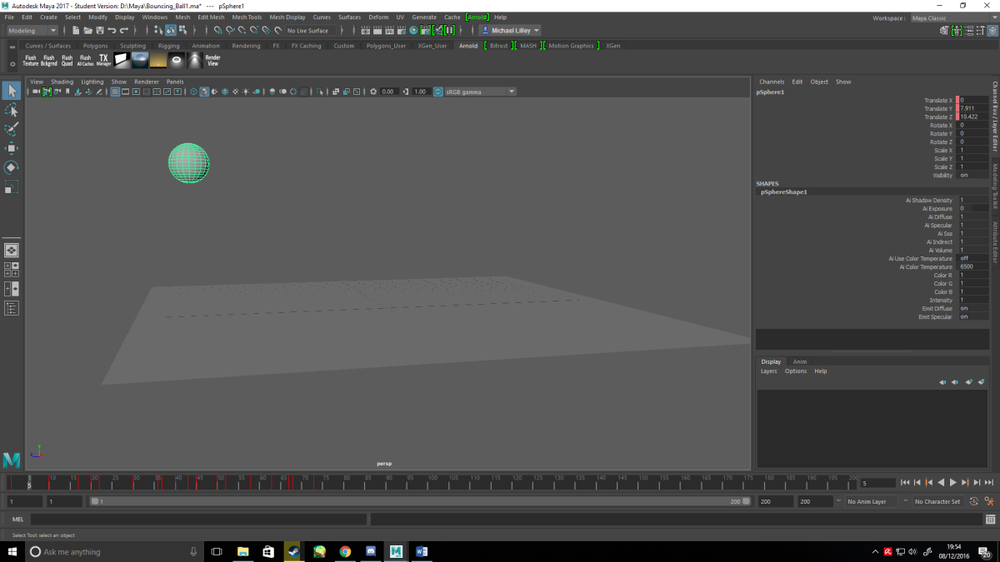 Autodesk Maya 2017 - Student Version: D:\Maya\Bouncing_Ball1.ma* --- pSphere1
File Edit Create Select Modify Display Windows Mesh Edit Mesh Mesh Tools Mesh Display Curves Surfaces Deform UV Generate Cache [Arnold] Help
Workspace : Maya Classic
Modeling No Live Surface Michael Lilley
Curves / Surfaces Polygons Sculpting Rigging Animation Rendering FX FX Caching Custom Polygons_User XGen_User Arnold [ Bifrost ] [ MASH ] [ Motion Graphics ] XGen
Flush Texture
Flush Bckgrnd
Flush Quad
Flush All Caches
TX Manager
Render View
View Shading Lighting Show Renderer Panels
0.00 1.00 sRGB gamma
persp
Channels Edit Object Show
pSphere1
Translate X 0
Translate Y 7.911
Translate Z 10.422
Rotate X 0
Rotate Y 0
Rotate Z 0
Scale X 1
Scale Y 1
Scale Z 1
Visibility on
SHAPES
pSphereShape1
Ai Shadow Density 1
Ai Exposure 0
Ai Diffuse 1
Ai Specular 1
Ai Sss 1
Ai Indirect 1
Ai Volume 1
Ai Use Color Temperature off
Ai Color Temperature 6500
Color R 1
Color G 1
Color B 1
Intensity 1
Emit Diffuse on
Emit Specular on
Channel Box / Layer Editor
Modeling Toolkit
Attribute Editor
Display Anim
Layers Options Help
5 10 15 20 25 30 35 40 45 50 55 60 65 70 75 80 85 90 95 100 105 110 115 120 125 130 135 140 145 150 155 160 165 170 175 180 185 190 195 200
5
5
1 1 1 200 200 200 No Anim Layer No Character Set
MEL
Select Tool: select an object
Ask me anything
19:54
08/12/2016
20